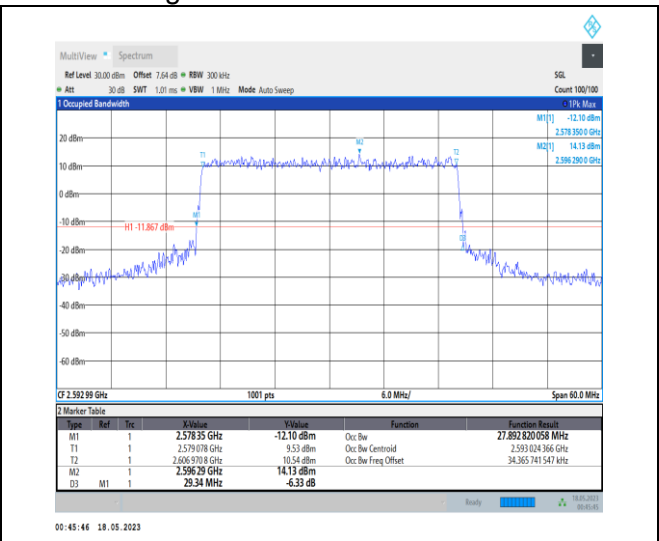 MultiView Spectrum
Ref Level 30.00 dBm Offset 7.64 dB RBW 300 kHz SGL
Att 30 dB SWT 1.01 ms VBW 1 MHz Mode Auto Sweep Count 100/100
1 Occupied Bandwidth 1Pk Max
M1[1] -12.10 dBm
2.578 350 0 GHz
20 dBm
M2[1] 14.13 dBm
2.596 290 0 GHz
M2
T1
T2
10 dBm
0 dBm
M1
-10 dBm
H1 -11.867 dBm
D3
-20 dBm
-30 dBm
-40 dBm
-50 dBm
-60 dBm
CF 2.592 99 GHz 1001 pts 6.0 MHz/ Span 60.0 MHz
2 Marker Table
Type Ref Trc X-Value Y-Value Function Function Result
M1 1 2.578 35 GHz -12.10 dBm Occ Bw 27.892 820 058 MHz
T1 1 2.579 078 GHz 9.53 dBm Occ Bw Centroid 2.593 024 366 GHz
T2 1 2.606 970 8 GHz 10.54 dBm Occ Bw Freq Offset 34.365 741 547 kHz
M2 1 2.596 29 GHz 14.13 dBm
D3 M1 1 29.34 MHz -6.33 dB
Ready 18.05.2023
00:45:45
00:45:46 18.05.2023